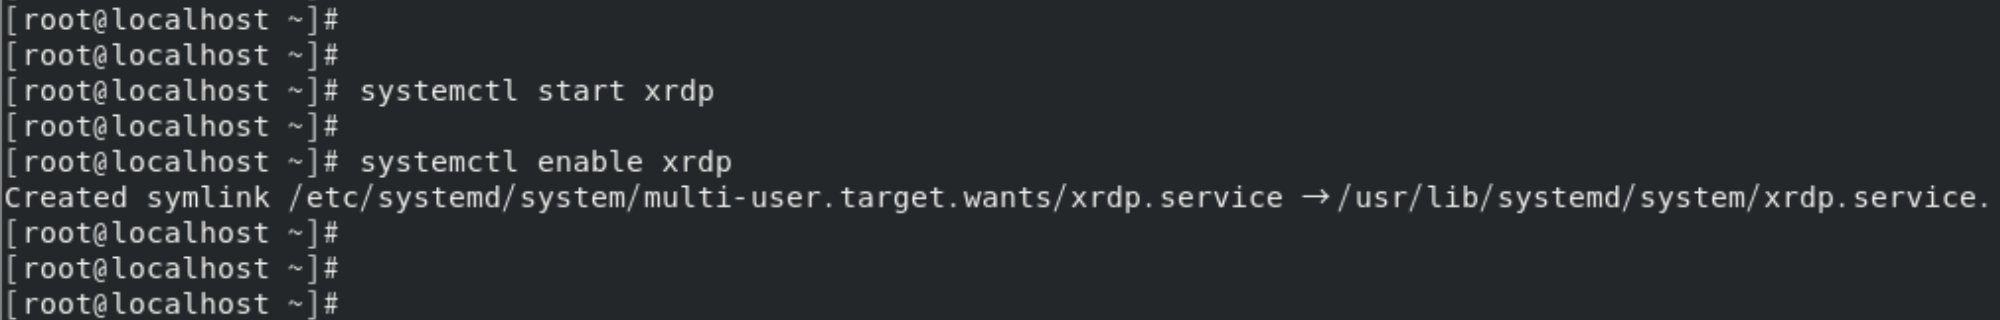 [root@localhost ~]#
[root@localhost ~]#
[root@localhost ~]# systemctl start xrdp
[root@localhost ~]#
[root@localhost ~]# systemctl enable xrdp
Created symlink /etc/systemd/system/multi-user.target.wants/xrdp.service → /usr/lib/systemd/system/xrdp.service.
[root@localhost ~]#
[root@localhost ~]#
[root@localhost ~]#